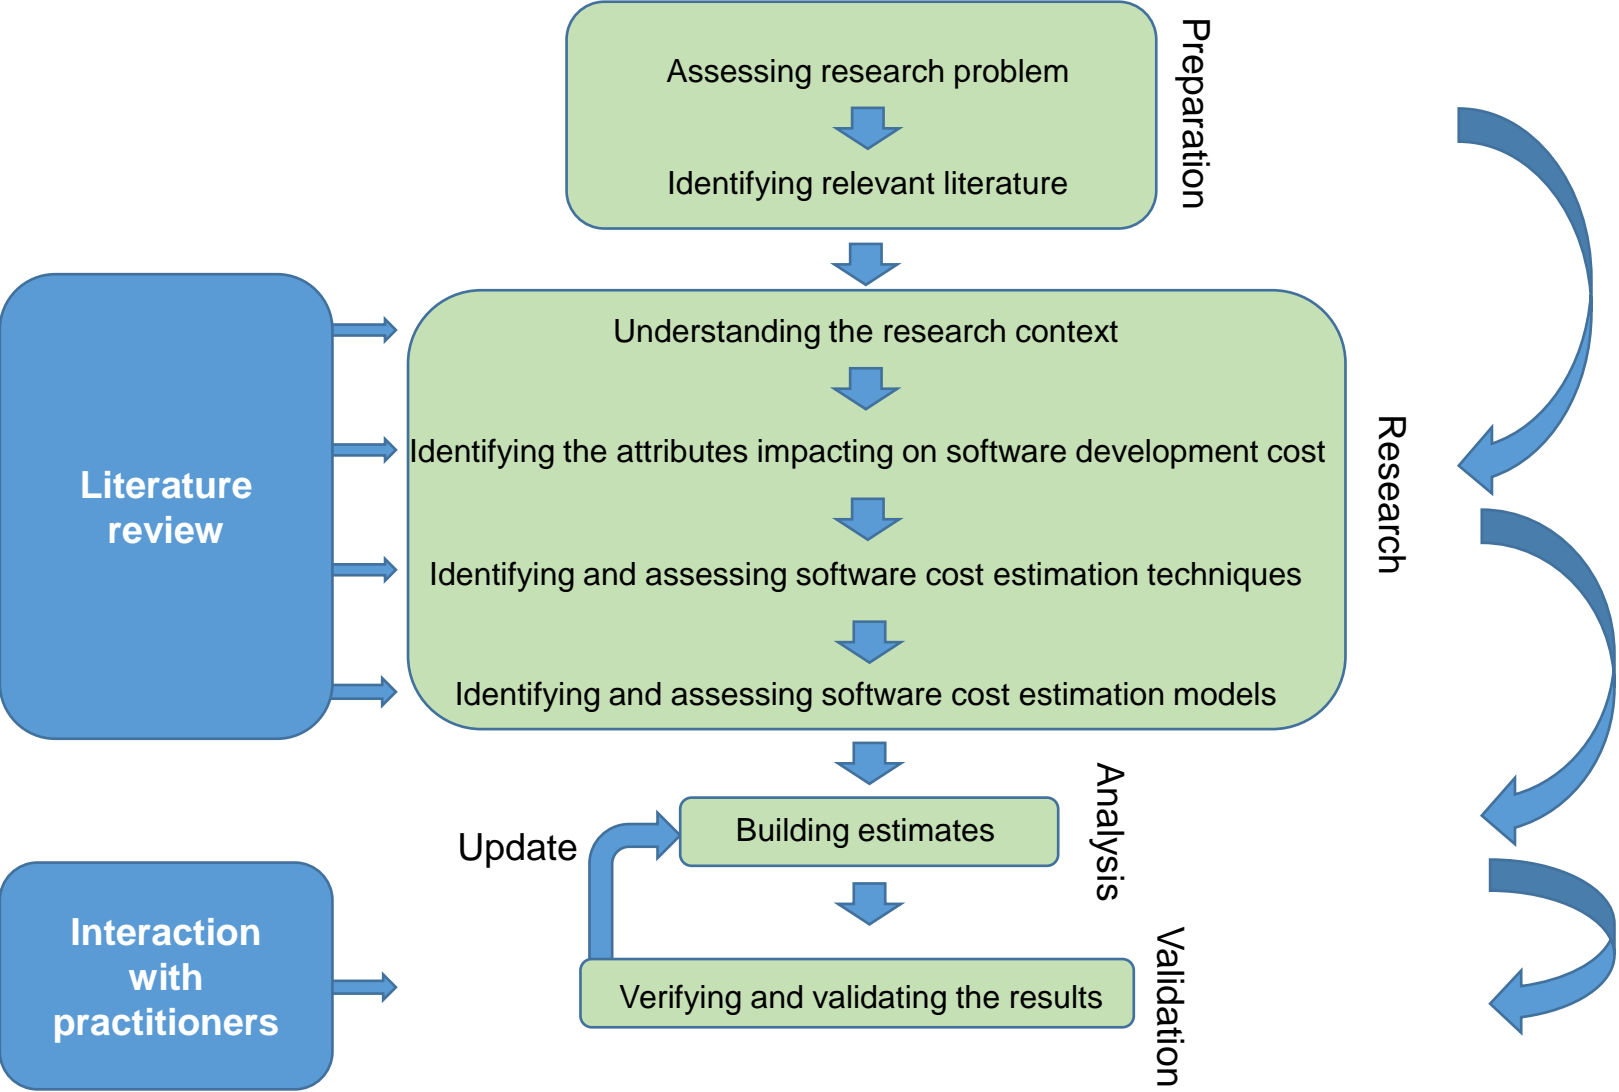 Preparation
Assessing research problem
Identifying relevant literature
Literature
review
Understanding the research context
Identifying the attributes impacting on software development cost
Identifying and assessing software cost estimation techniques
Identifying and assessing software cost estimation models
Research
Analysis
Update
Building estimates
Interaction
with
practitioners
Verifying and validating the results
Validation